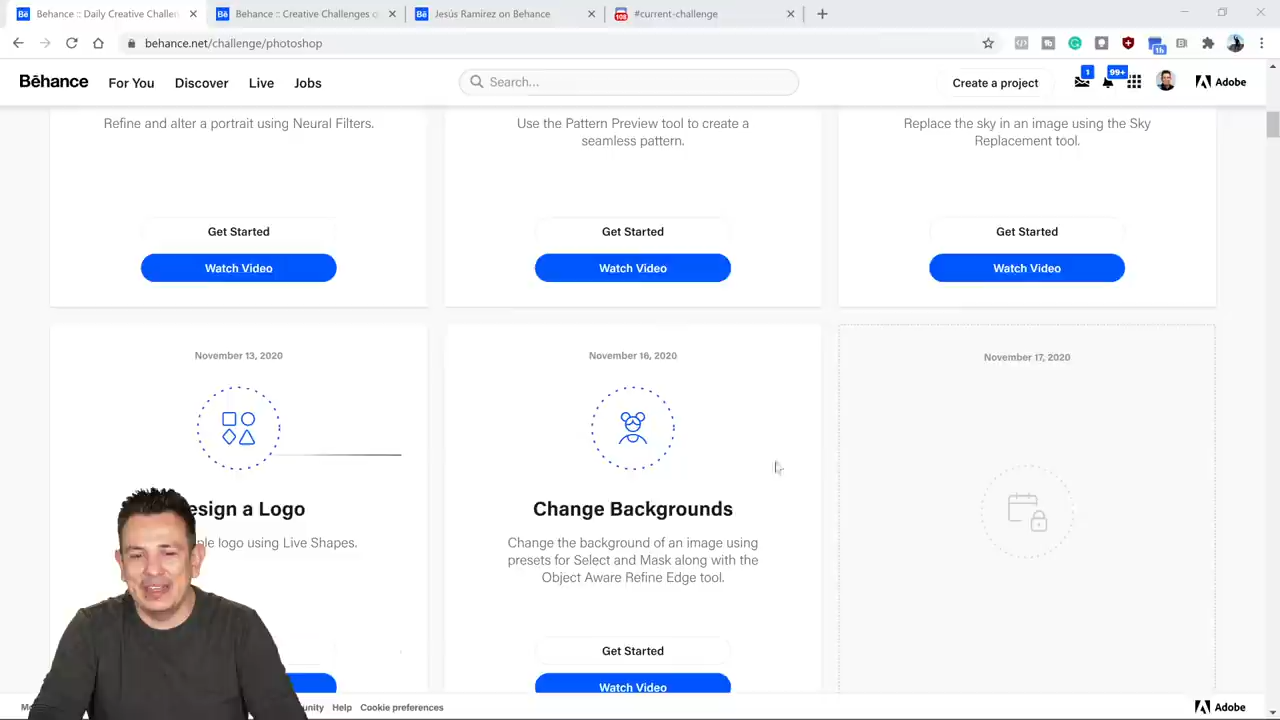 Behance :: Daily Creative Challen
Behance :: Creative Challenges o
Jesús Ramirez on Behance
#current-challenge
behance.net/challenge/photoshop
1h
Bēhance
For You
Discover
Live
Jobs
Search...
Create a project
1
99+
Adobe
Refine and alter a portrait using Neural Filters.
Use the Pattern Preview tool to create a
seamless pattern.
Replace the sky in an image using the Sky
Replacement tool.
Get Started
Get Started
Get Started
Watch Video
Watch Video
Watch Video
November 13, 2020
November 16, 2020
November 17, 2020
esign a Logo
ple logo using Live Shapes.
Change Backgrounds
Change the background of an image using
presets for Select and Mask along with the
Object Aware Refine Edge tool.
Get Started
Watch Video
unity
Help
Cookie preferences
Adobe